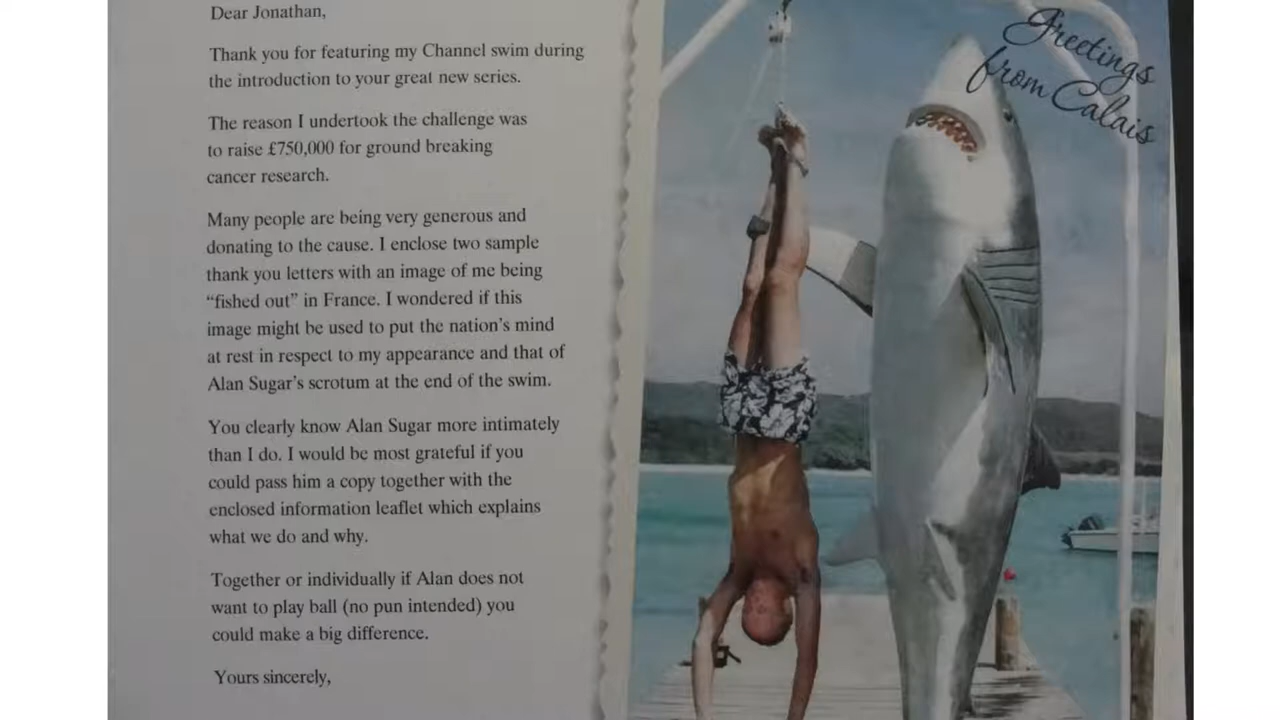 Dear Jonathan,
Thank you for featuring my Channel swim during
the introduction to your great new series.
The reason I undertook the challenge was
to raise £750,000 for ground breaking
cancer research.
Many people are being very generous and
donating to the cause. I enclose two sample
thank you letters with an image of me being
“fished out” in France. I wondered if this
image might be used to put the nation’s mind
at rest in respect to my appearance and that of
Alan Sugar’s scrotum at the end of the swim.
You clearly know Alan Sugar more intimately
than I do. I would be most grateful if you
could pass him a copy together with the
enclosed information leaflet which explains
what we do and why.
Together or individually if Alan does not
want to play ball (no pun intended) you
could make a big difference.
Yours sincerely,
Greetings
from Calais